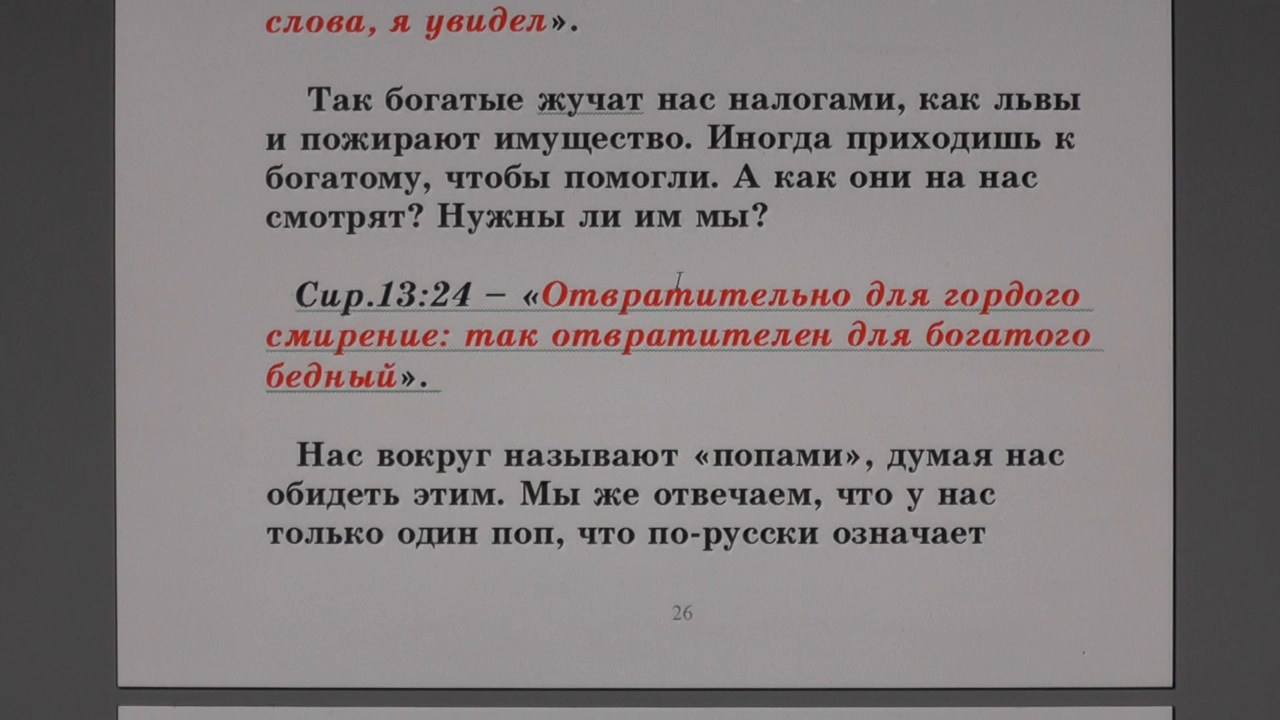 слова, я увидел».
Так богатые жучат нас налогами, как львы
и пожирают имущество. Иногда приходишь к
богатому, чтобы помогли. А как они на нас
смотрят? Нужны ли им мы?
Сир.13:24 – «Отвратительно для гордого
смирение: так отвратителен для богатого
бедный».
Нас вокруг называют «попами», думая нас
обидеть этим. Мы же отвечаем, что у нас
только один поп, что по-русски означает
26